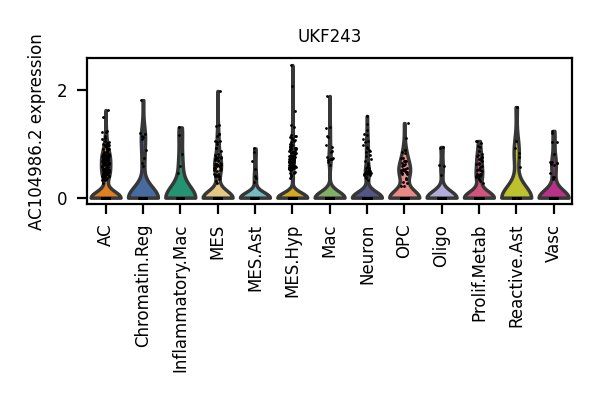 UKF243
AC104986.2 expression
2
0
AC
Chromatin.Reg
Inflammatory.Mac
MES
MES.Ast
MES.Hyp
Mac
Neuron
OPC
Oligo
Prolif.Metab
Reactive.Ast
Vasc